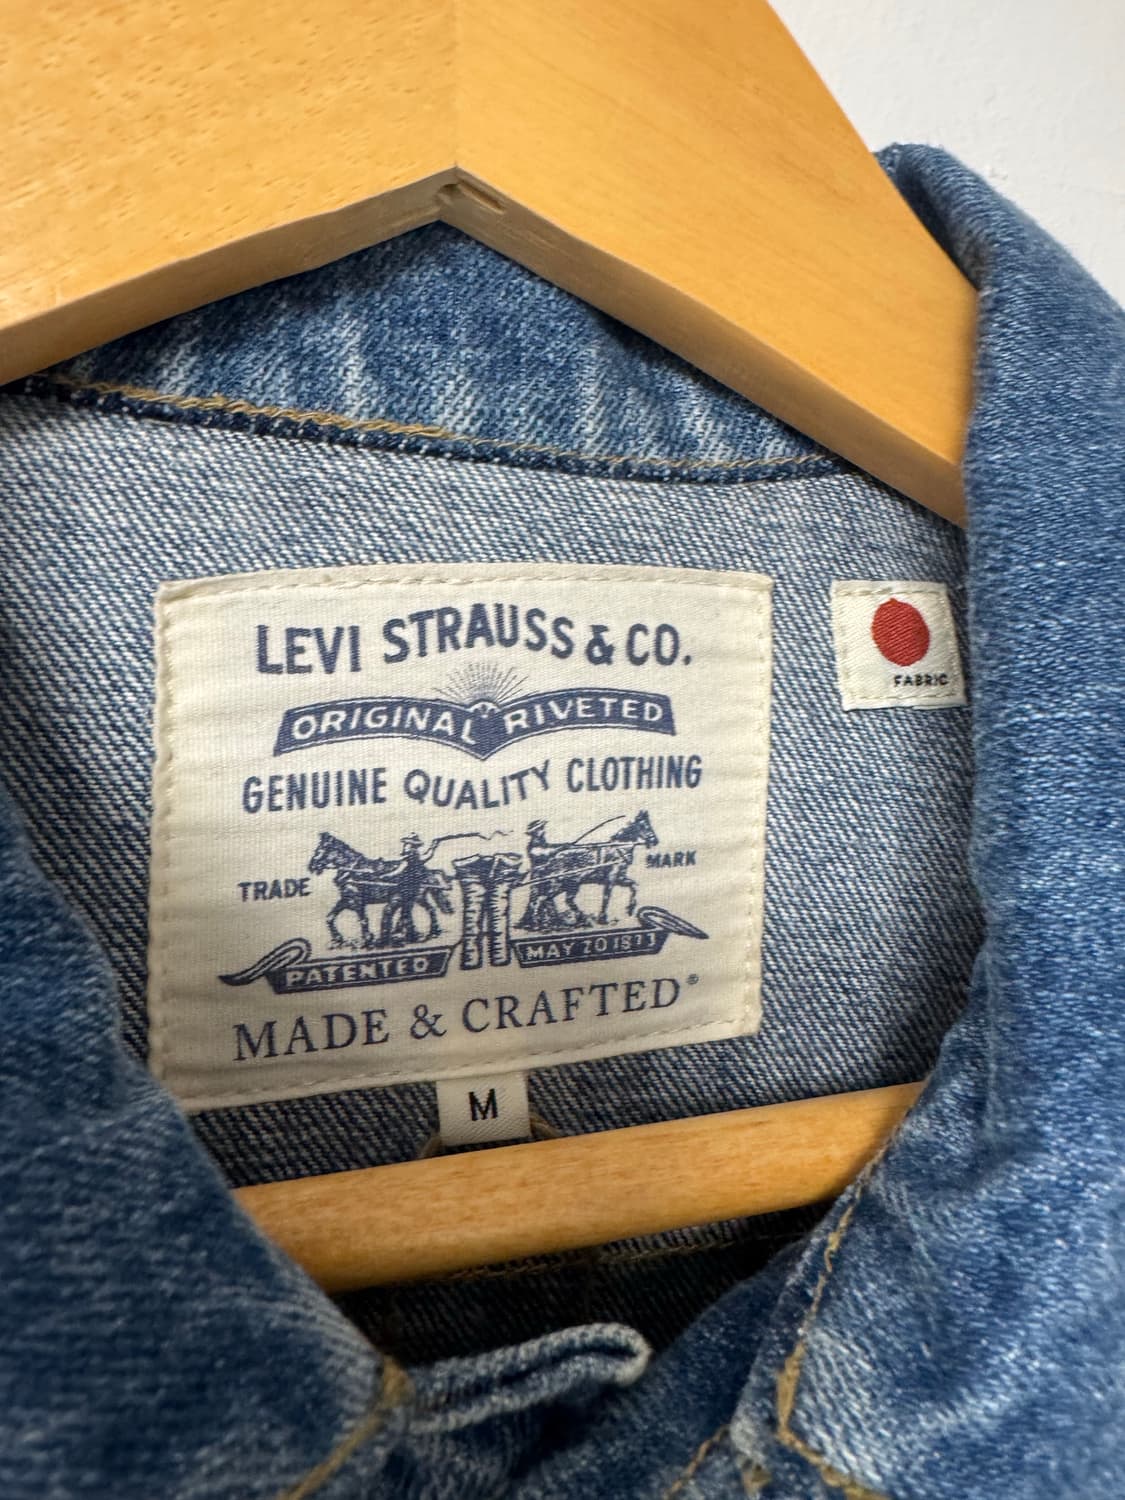 LEVI STRAUSS & CO.
ORIGINAL RIVETED
GENUINE QUALITY CLOTHING
TRADE MARK
PATENTED MAY 20 1873
MADE & CRAFTED®
M
FABRIC